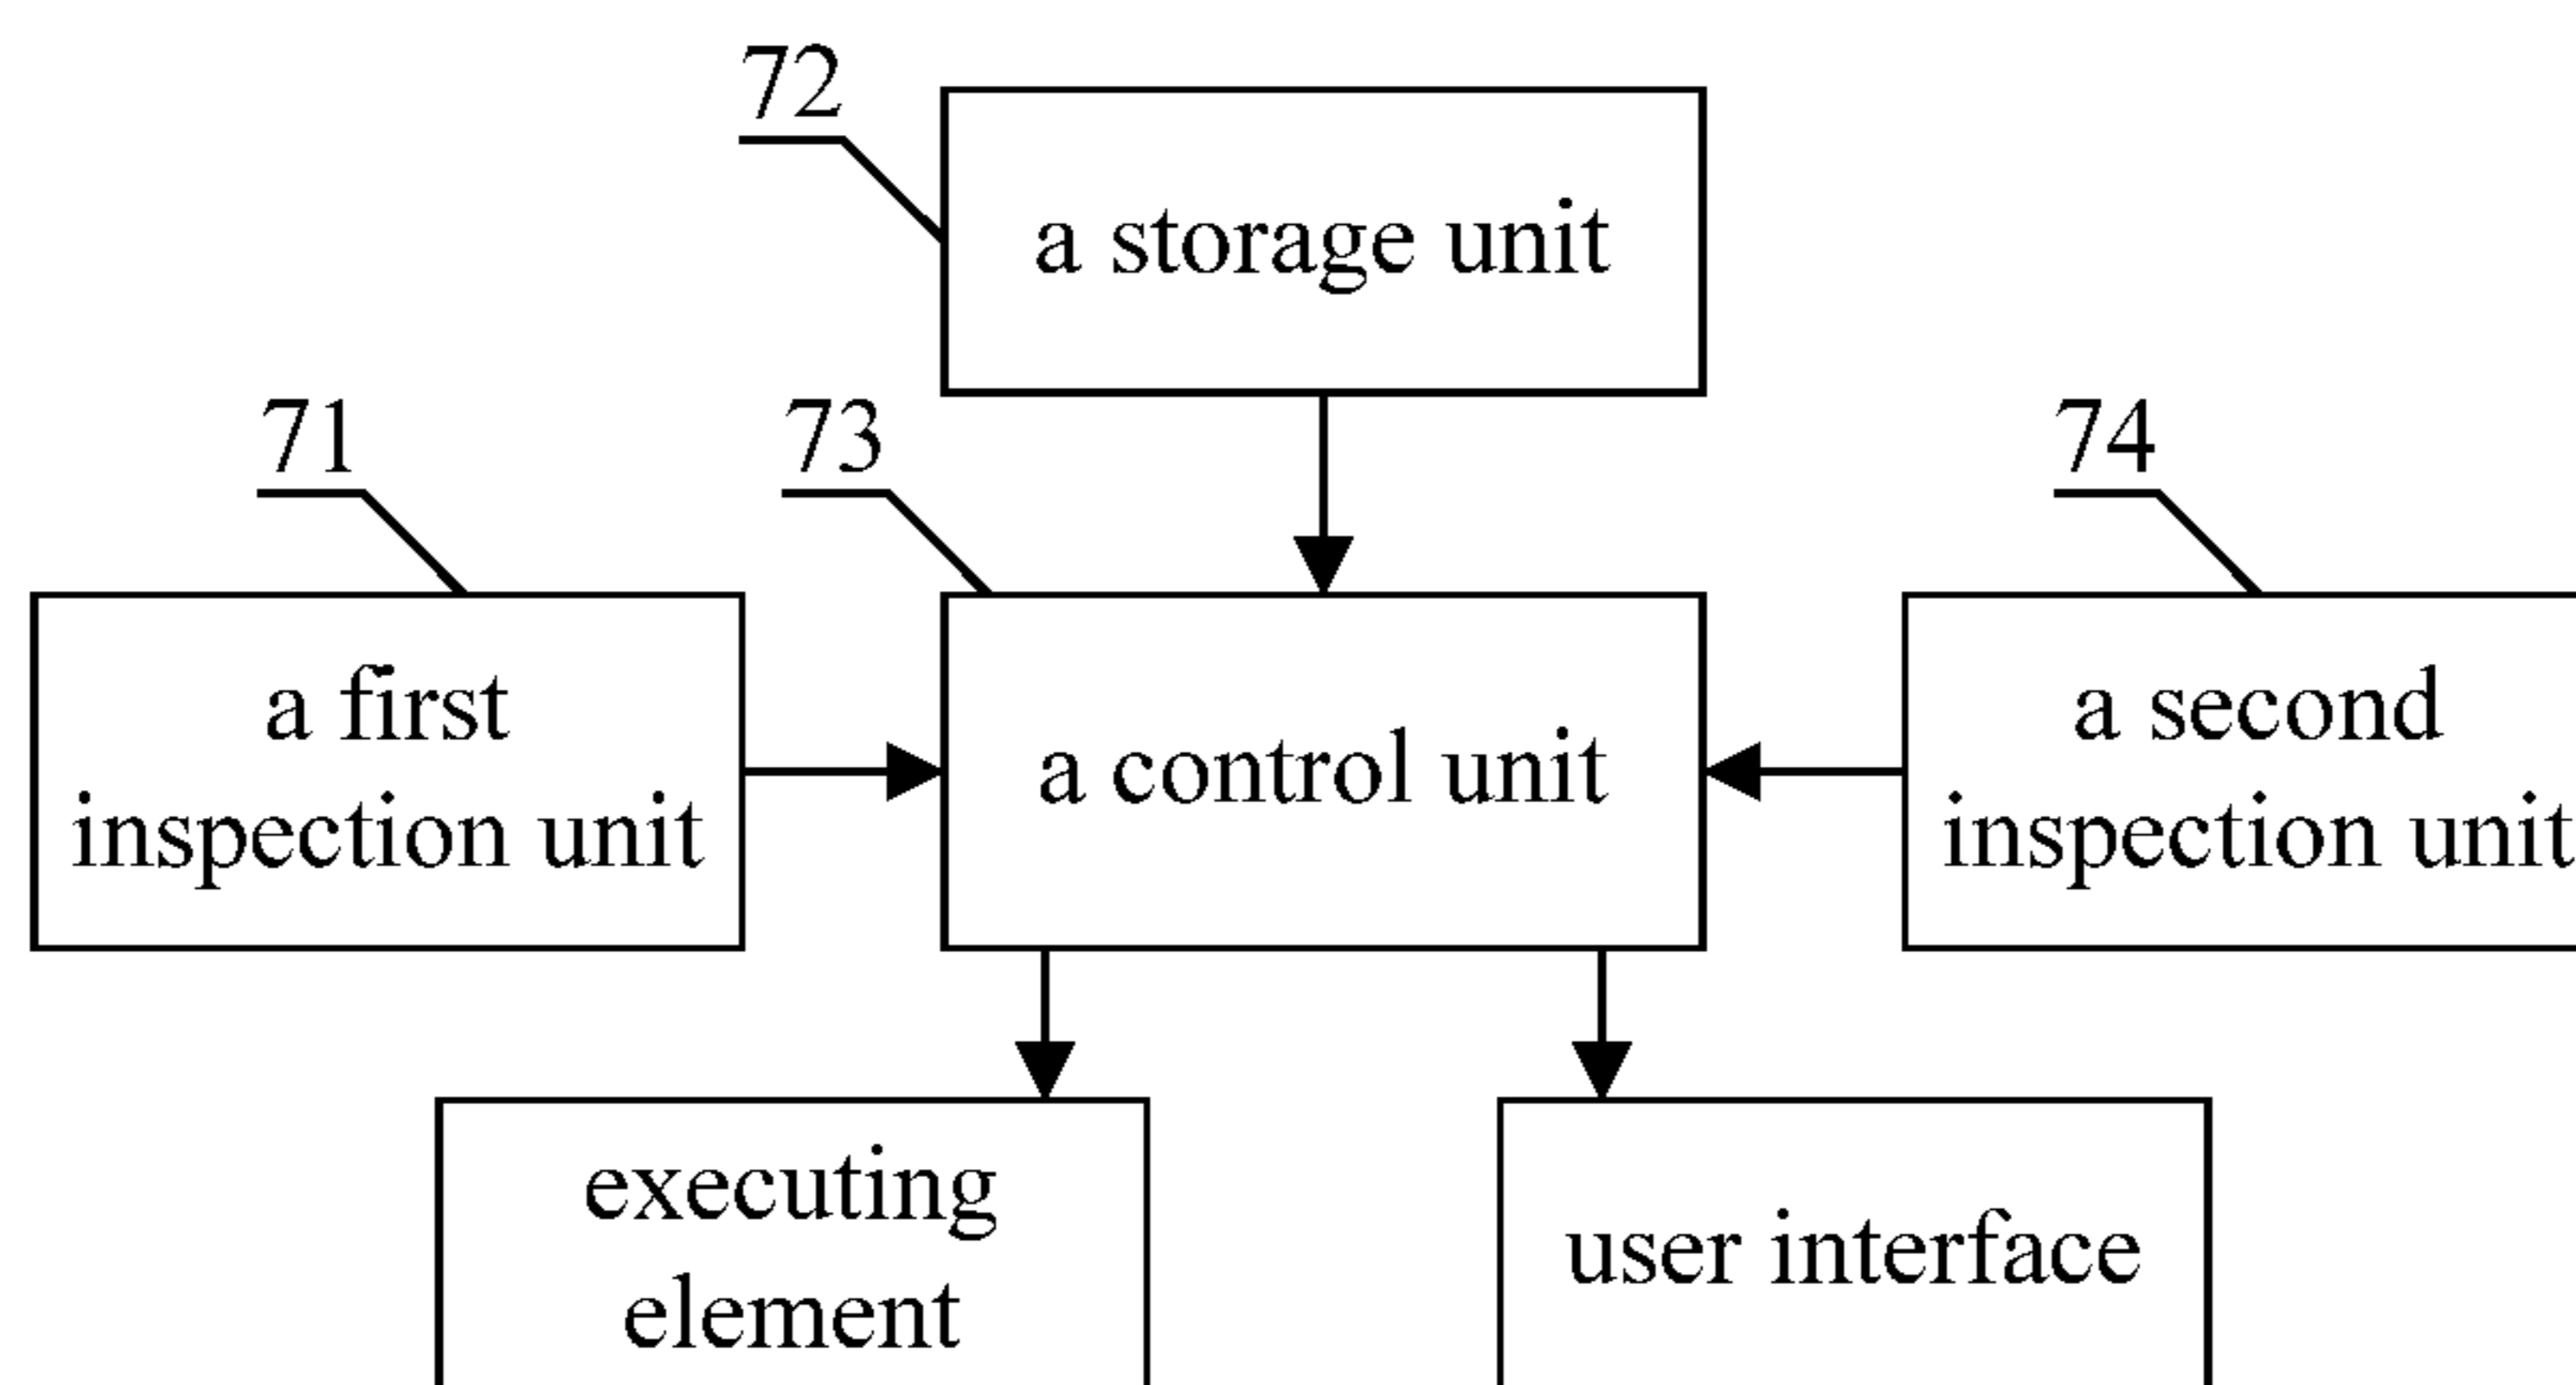 72
a storage unit
71
73
74
a first
inspection unit
a control unit
a second
inspection unit
executing
element
user interface